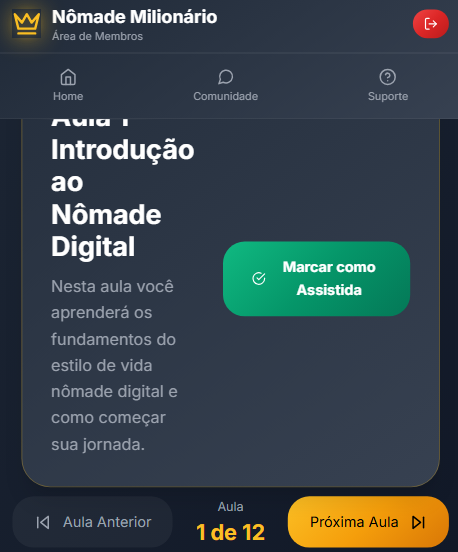 Nômade Milionário
Área de Membros
Home
Comunidade
Suporte
Aula 1
Introdução
ao
Nômade
Digital
Nesta aula você
aprenderá os
fundamentos do
estilo de vida
nômade digital e
como começar
sua jornada.
Marcar como
Assistida
Aula Anterior
Aula
1 de 12
Próxima Aula